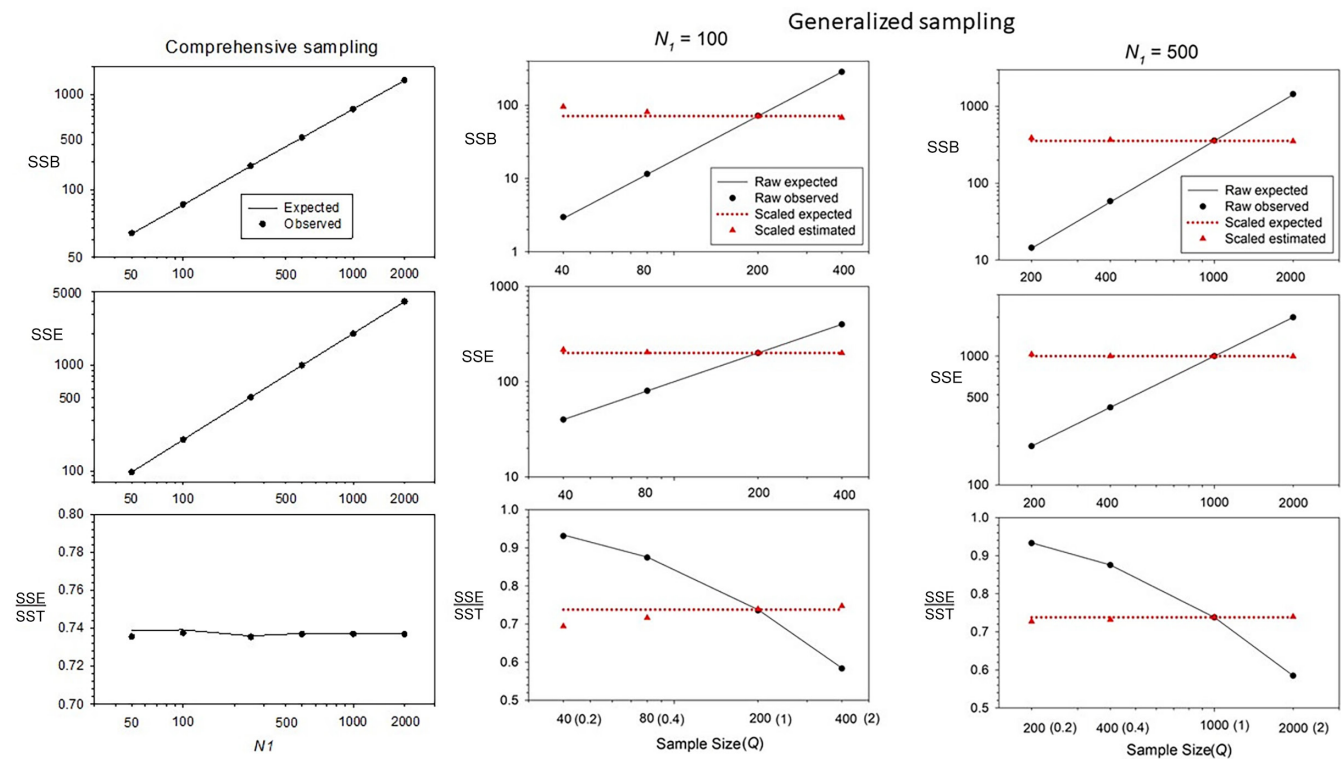 Generalized sampling
Comprehensive sampling
N1 = 100
N1 = 500
SSB
1000
500
100
50
50
100
500
1000
2000
Expected
Observed
SSB
100
10
1
40
80
200
400
Raw expected
Raw observed
Scaled expected
Scaled estimated
SSB
1000
100
10
200
400
1000
2000
Raw expected
Raw observed
Scaled expected
Scaled estimated
SSE
5000
1000
500
100
50
100
500
1000
2000
SSE
1000
100
10
40
80
200
400
SSE
1000
500
100
200
400
1000
2000
SSE
SST
0.80
0.78
0.76
0.74
0.72
0.70
50
100
500
1000
2000
N1
SSE
SST
1.0
0.9
0.8
0.7
0.6
0.5
40 (0.2)
80 (0.4)
200 (1)
400 (2)
Sample Size(Q)
SSE
SST
1.0
0.9
0.8
0.7
0.6
0.5
200 (0.2)
400 (0.4)
1000 (1)
2000 (2)
Sample Size(Q)